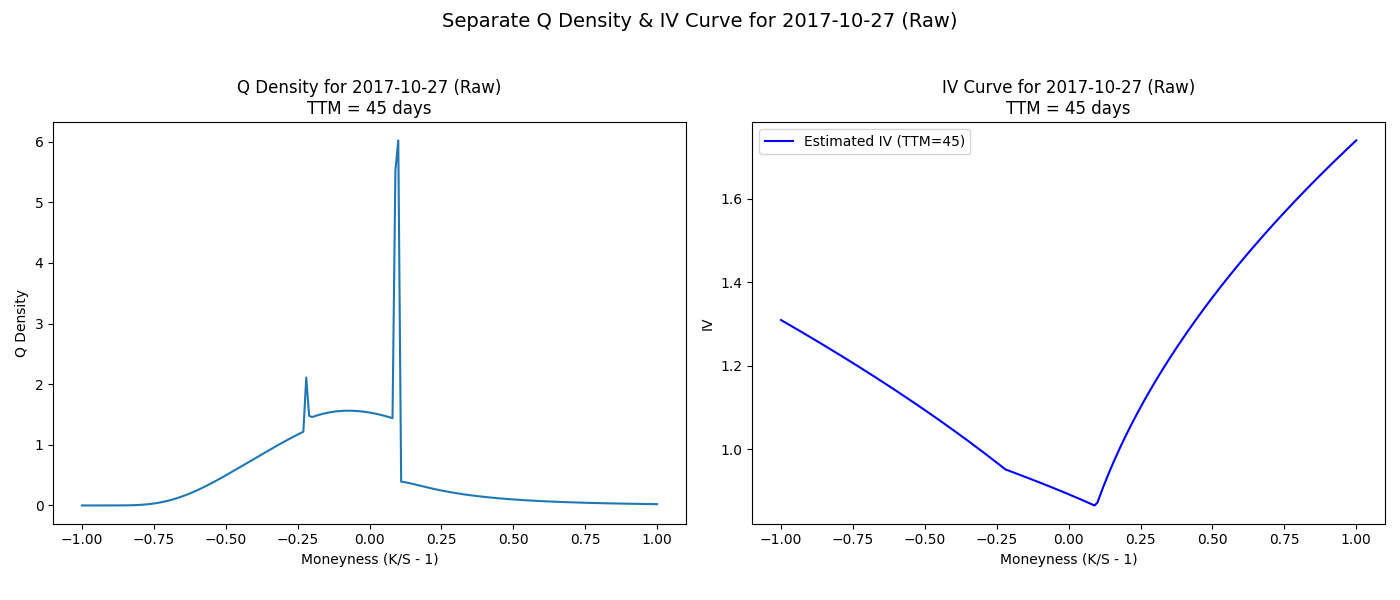 Separate Q Density & IV Curve for 2017-10-27 (Raw)
Q Density for 2017-10-27 (Raw)
TTM = 45 days
Q Density
6
5
4
3
2
1
0
−1.00 −0.75 −0.50 −0.25 0.00 0.25 0.50 0.75 1.00
Moneyness (K/S - 1)
IV Curve for 2017-10-27 (Raw)
TTM = 45 days
Estimated IV (TTM=45)
IV
1.6
1.4
1.2
1.0
−1.00 −0.75 −0.50 −0.25 0.00 0.25 0.50 0.75 1.00
Moneyness (K/S - 1)